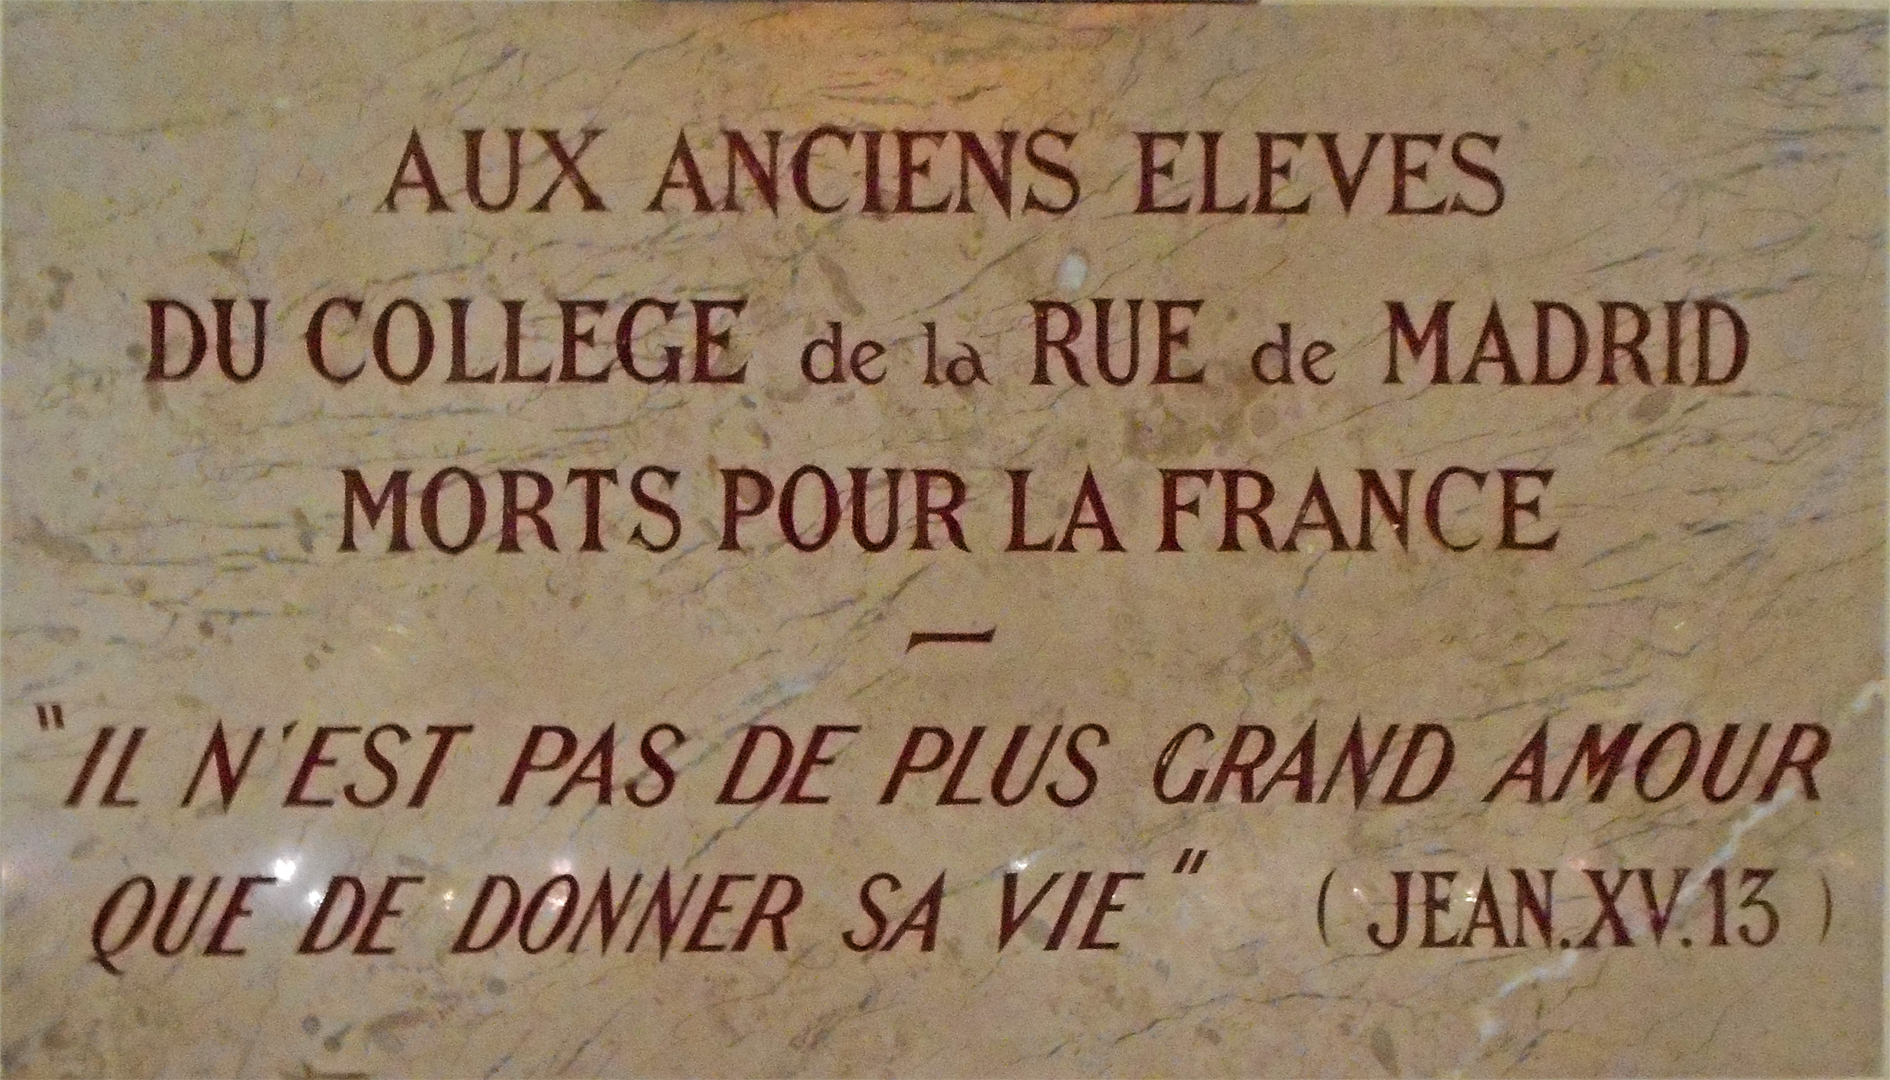 AUX ANCIENS ELEVES
DU COLLEGE de la RUE de MADRID
MORTS POUR LA FRANCE
—
"IL N'EST PAS DE PLUS GRAND AMOUR
QUE DE DONNER SA VIE" (JEAN.XV.13)